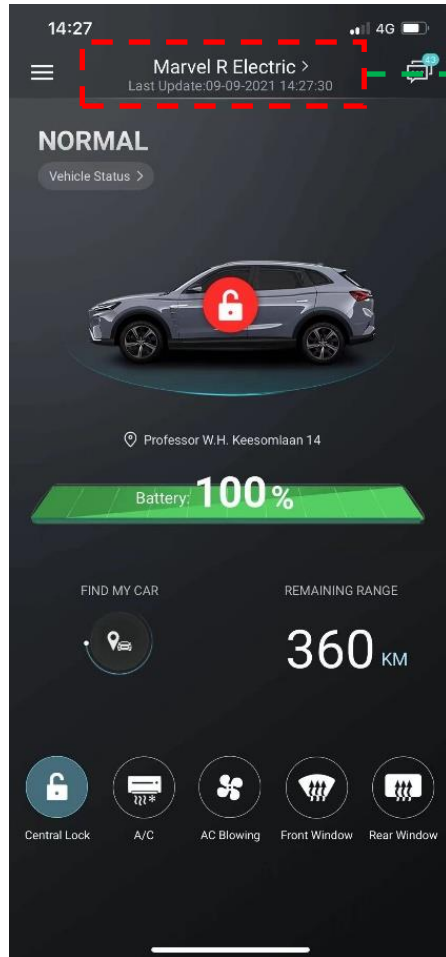 14:27
4G
Marvel R Electric >
Last Update:09-09-2021 14:27:30
43
NORMAL
Vehicle Status >
Professor W.H. Keesomlaan 14
Battery: 100 %
FIND MY CAR
REMAINING RANGE
360 KM
Central Lock
A/C
AC Blowing
Front Window
Rear Window